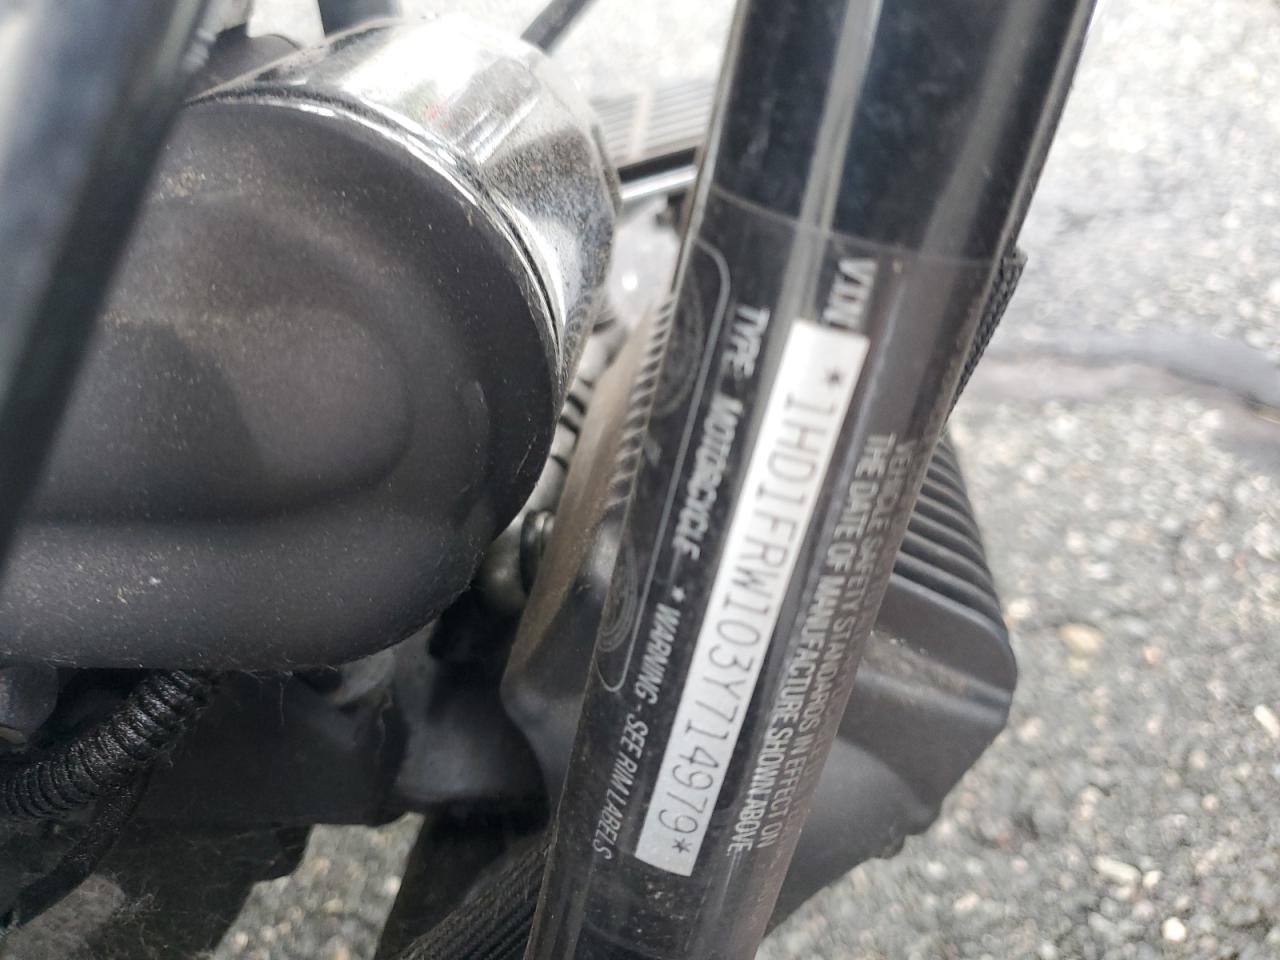 VIN
*1HD1FRW103Y714979*
TYPE MOTORCYCLE * WARNING - SEE RIM LABELS
VEHICLE SAFETY STANDARDS IN EFFECT ON
THE DATE OF MANUFACTURE SHOWN ABOVE